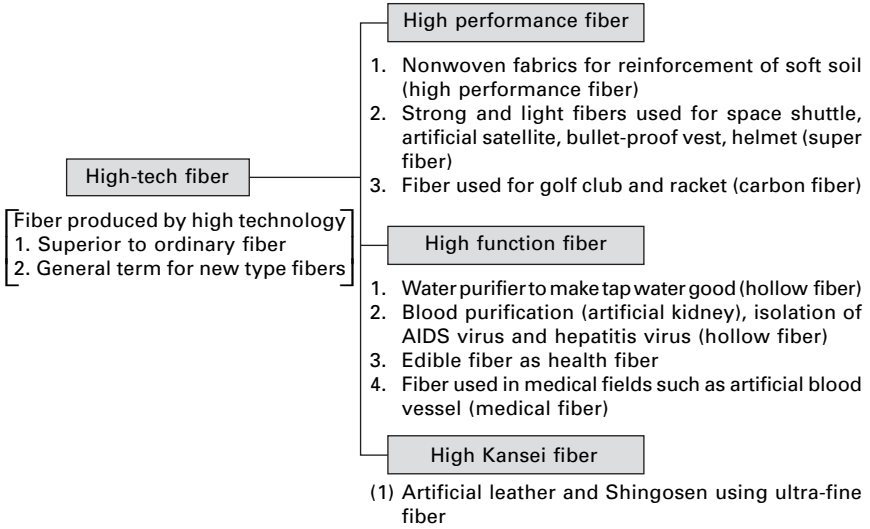 High performance fiber
1. Nonwoven fabrics for reinforcement of soft soil
(high performance fiber)
2. Strong and light fibers used for space shuttle,
artificial satellite, bullet-proof vest, helmet (super
fiber)
3. Fiber used for golf club and racket (carbon fiber)
High-tech fiber
Fiber produced by high technology
1. Superior to ordinary fiber
2. General term for new type fibers
High function fiber
1. Water purifier to make tap water good (hollow fiber)
2. Blood purification (artificial kidney), isolation of
AIDS virus and hepatitis virus (hollow fiber)
3. Edible fiber as health fiber
4. Fiber used in medical fields such as artificial blood
vessel (medical fiber)
High Kansei fiber
(1) Artificial leather and Shingosen using ultra-fine
fiber